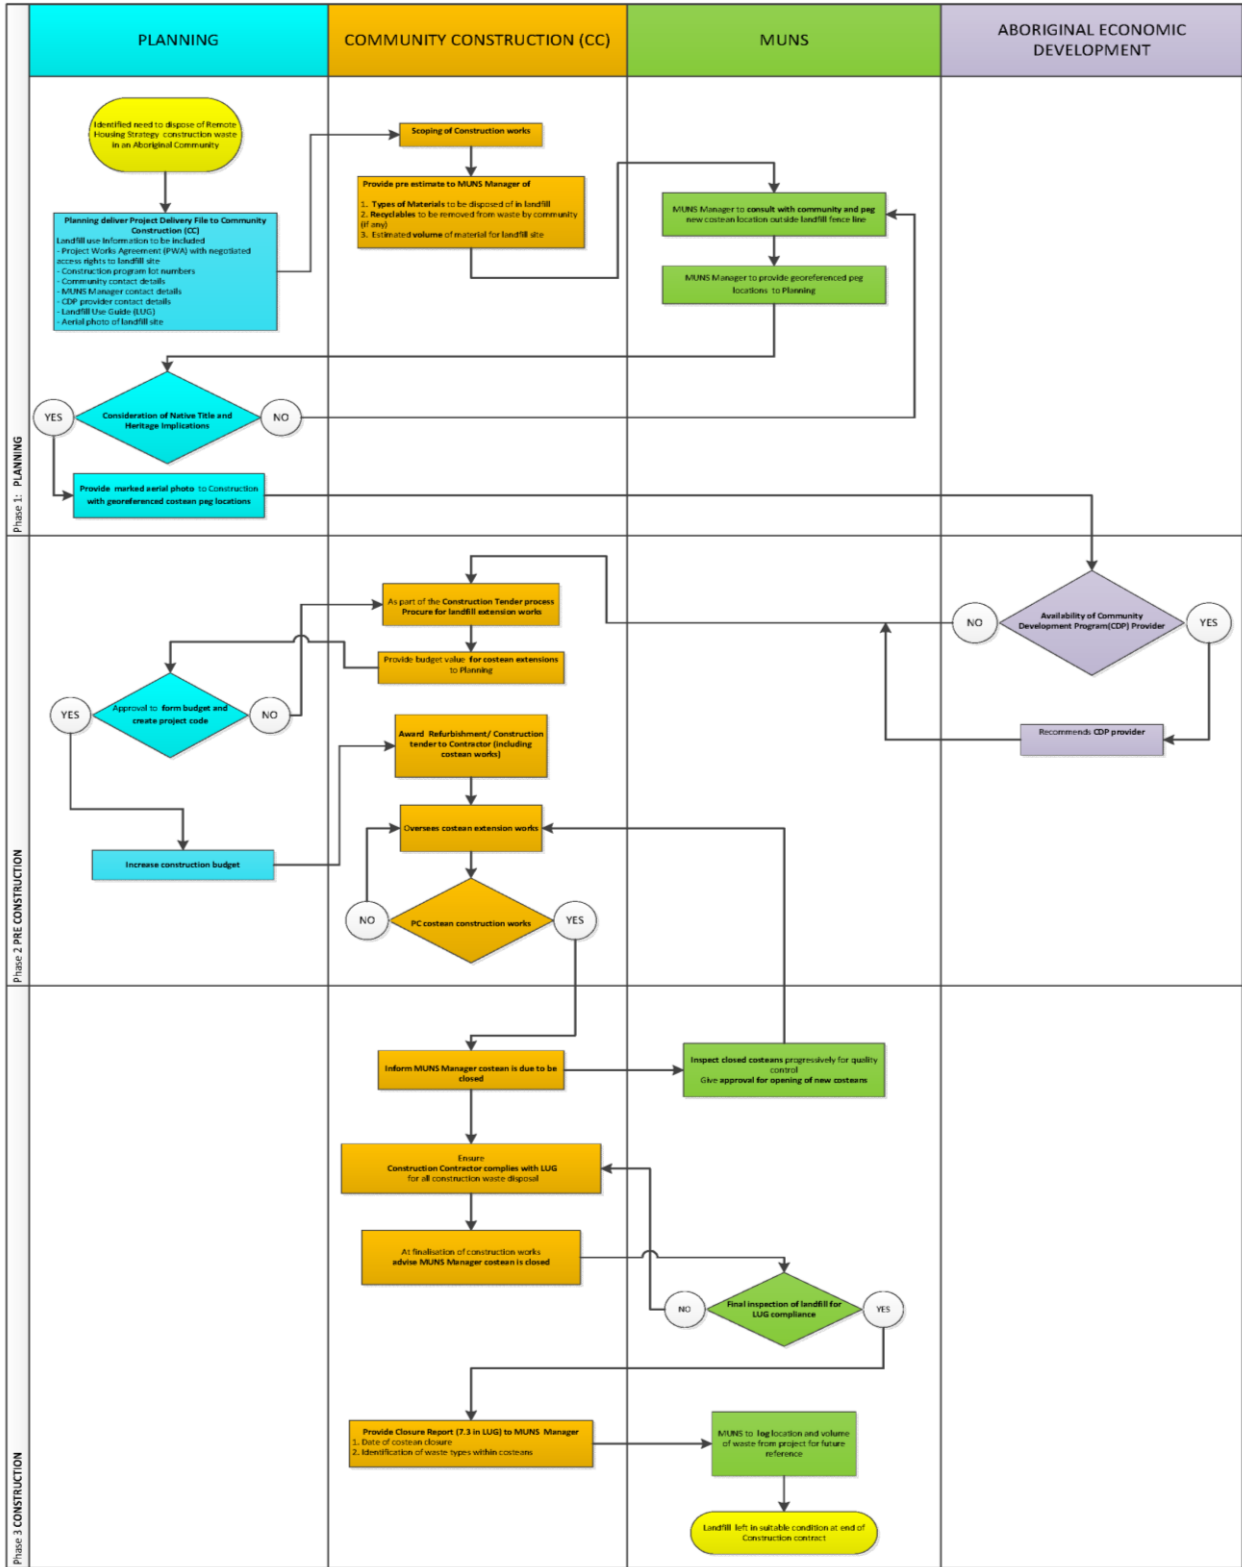 PLANNING
COMMUNITY CONSTRUCTION (CC)
MUNS
ABORIGINAL ECONOMIC
DEVELOPMENT
Phase 1: PLANNING
Identified need to dispose of Remote
Housing Strategy construction waste
in an Aboriginal Community
Planning deliver Project Delivery File to Community
Construction (CC)
Landfill use Information to be included
- Project Works Agreement (PWA) with negotiated
access rights to landfill site
- Construction program lot numbers
- Community contact details
- MUNS Manager contact details
- CDP provider contact details
- Landfill Use Guide (LUG)
- Aerial photo of landfill site
Scoping of Construction works
Provide pre estimate to MUNS Manager of
1. Types of Materials to be disposed of in landfill
2. Recyclables to be removed from waste by community
(if any)
3. Estimated volume of material for landfill site
MUNS Manager to consult with community and peg
new costean location outside landfill fence line
MUNS Manager to provide georeferenced peg
locations to Planning
YES
Consideration of Native Title and
Heritage Implications
NO
Provide marked aerial photo to Construction
with georeferenced costean peg locations
Phase 2 PRE CONSTRUCTION
As part of the Construction Tender process
Procure for landfill extension works
NO
Availability of Community
Development Program(CDP) Provider
YES
Provide budget value for costean extensions
to Planning
YES
Approval to form budget and
create project code
NO
Award Refurbishment/ Construction
tender to Contractor (including
costean works)
Recommends CDP provider
Oversees costean extension works
Increase construction budget
NO
PC costean construction works
YES
Phase 3 CONSTRUCTION
Inform MUNS Manager costean is due to be
closed
Inspect closed costeans progressively for quality
control
Give approval for opening of new costeans
Ensure
Construction Contractor complies with LUG
for all construction waste disposal
At finalisation of construction works
advise MUNS Manager costean is closed
NO
Final inspection of landfill for
LUG compliance
YES
Provide Closure Report (7.3 in LUG) to MUNS Manager
1. Date of costean closure
2. Identification of waste types within costeans
MUNS to log location and volume
of waste from project for future
reference
Landfill left in suitable condition at end of
Construction contract